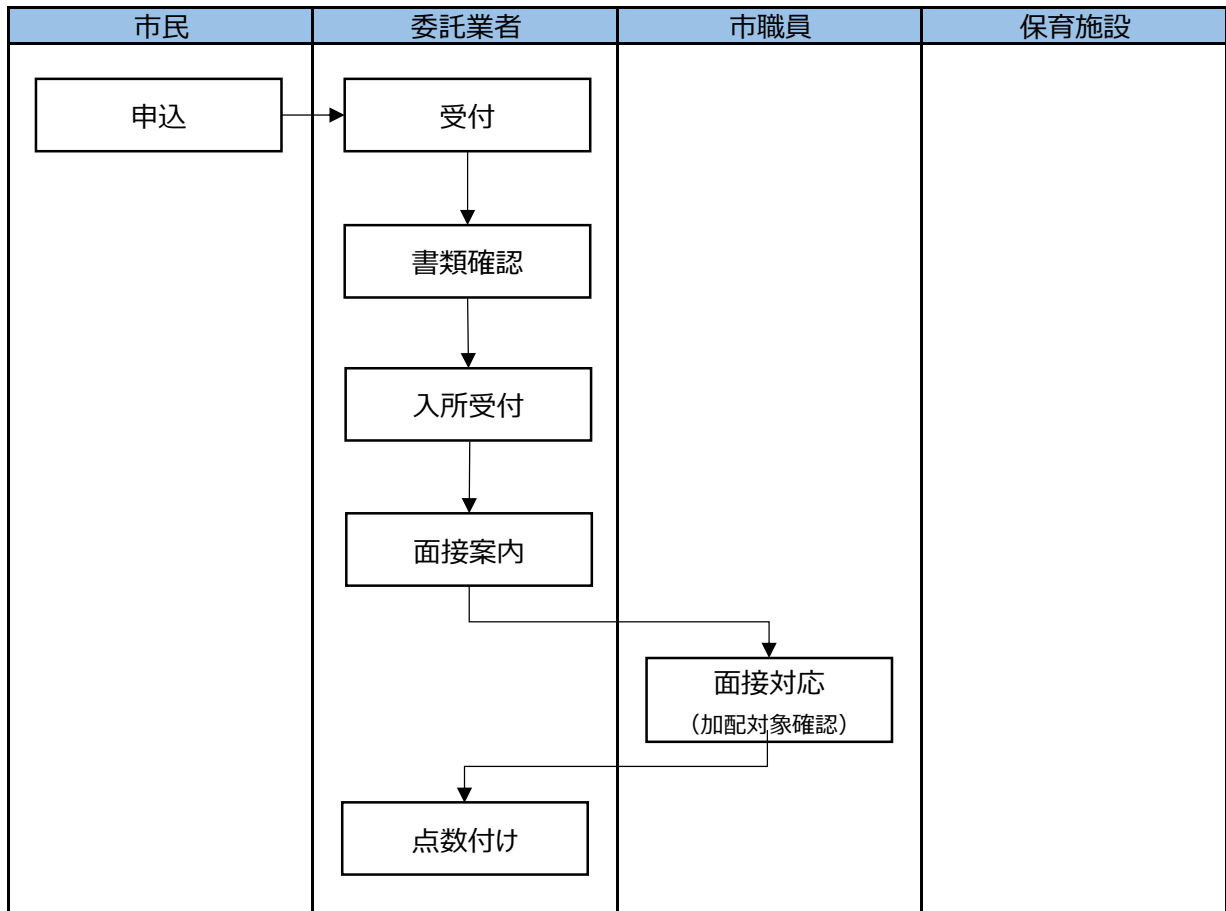 市民
委託業者
市職員
保育施設
申込
受付
書類確認
入所受付
面接案内
面接対応
（加配対象確認）
点数付け